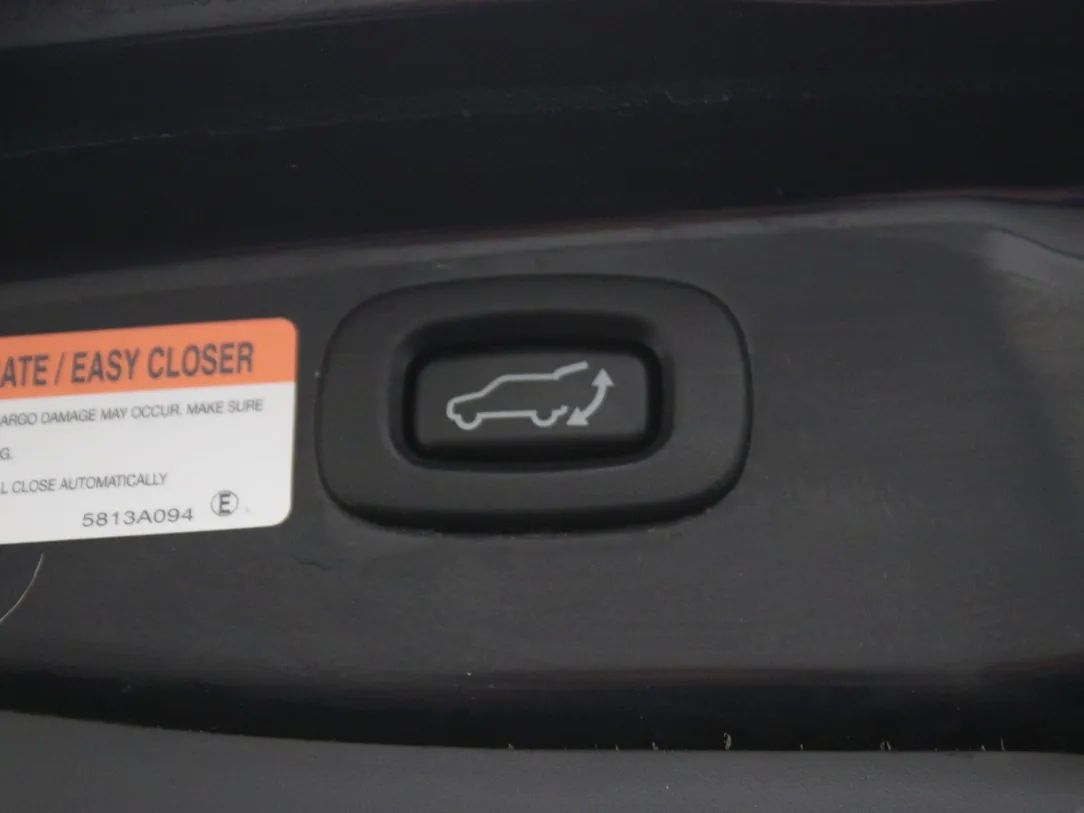 ATE / EASY CLOSER
ARGO DAMAGE MAY OCCUR. MAKE SURE
G.
L CLOSE AUTOMATICALLY
5813A094 E